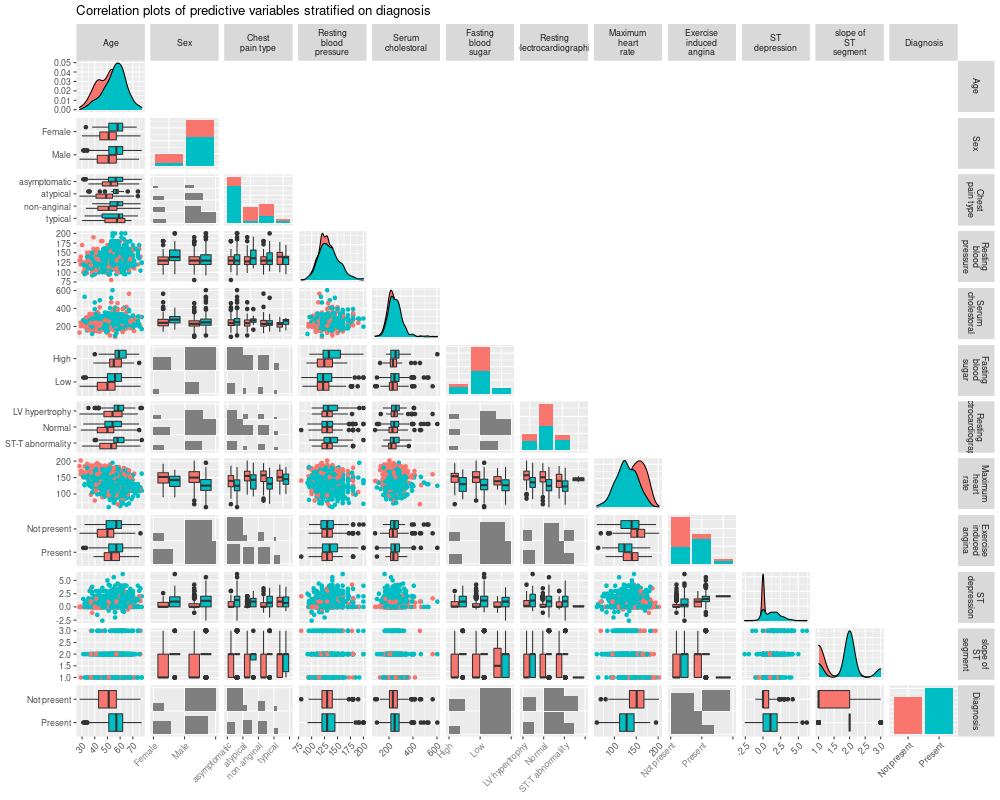 Correlation plots of predictive variables stratified on diagnosis
Age
Sex
Chest
pain type
Resting
blood
pressure
Serum
cholestoral
Fasting
blood
sugar
Resting
lectrocardiographi
Maximum
heart
rate
Exercise
induced
angina
ST
depression
slope of
ST
segment
Diagnosis
0.05
0.04
0.03
0.02
0.01
0.00
Age
Female
Male
Sex
asymptomatic
atypical
non-anginal
typical
Chest
pain type
200
175
150
125
100
75
Resting
blood
pressure
600
400
200
Serum
cholestoral
High
Low
Fasting
blood
sugar
LV hypertrophy
Normal
ST-T abnormality
Resting
ctrocardiograp
200
150
100
Maximum
heart
rate
Not present
Present
Exercise
induced
angina
5.0
2.5
0.0
-2.5
ST
depression
3.0
2.5
2.0
1.5
1.0
slope of
ST
segment
Not present
Present
Diagnosis
30 40 50 60 70
Female
Male
asymptomatic
atypical
non-anginal
typical
75 100 125 150 175 200
200 400 600
High
Low
LV hypertrophy
Normal
ST-T abnormality
100 150 200
Not present
Present
-2.5 0.0 2.5 5.0
1.0 1.5 2.0 2.5 3.0
Not present
Present